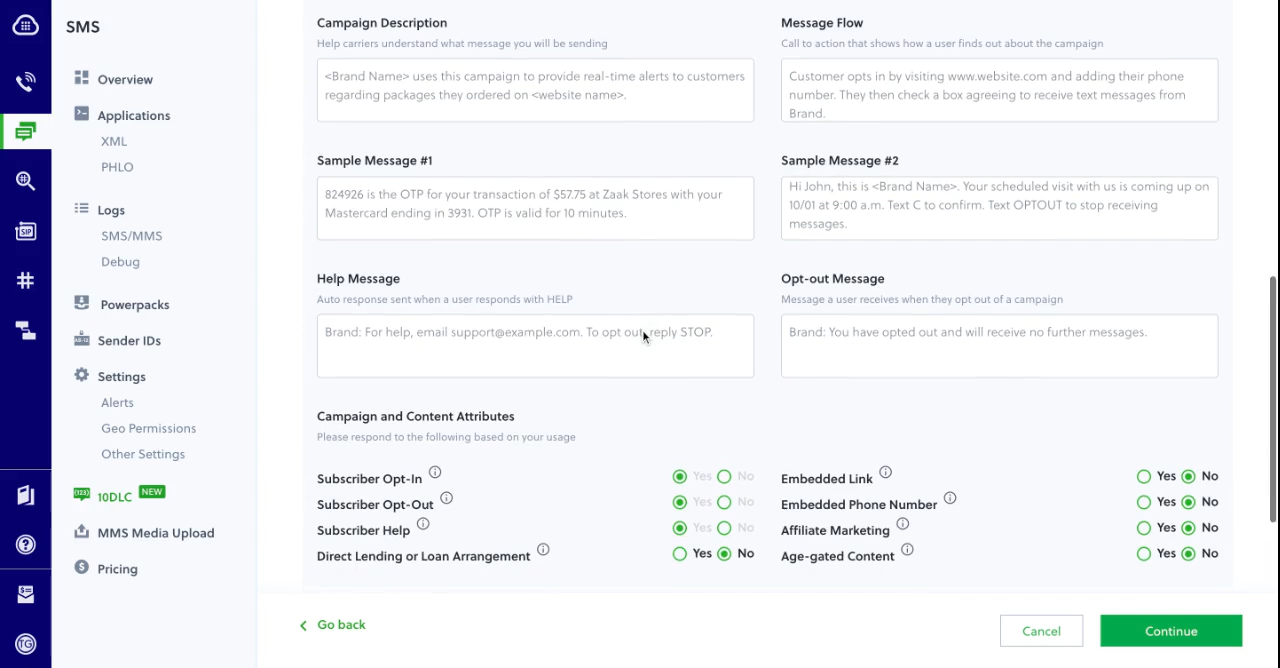 SMS
Overview
Applications
XML
PHLO
Logs
SMS/MMS
Debug
Powerpacks
Sender IDs
Settings
Alerts
Geo Permissions
Other Settings
10DLC NEW
MMS Media Upload
Pricing
TG
Campaign Description
Help carriers understand what message you will be sending
<Brand Name> uses this campaign to provide real-time alerts to customers
regarding packages they ordered on <website name>.
Message Flow
Call to action that shows how a user finds out about the campaign
Customer opts in by visiting www.website.com and adding their phone
number. They then check a box agreeing to receive text messages from
Brand.
Sample Message #1
824926 is the OTP for your transaction of $57.75 at Zaak Stores with your
Mastercard ending in 3931. OTP is valid for 10 minutes.
Sample Message #2
Hi John, this is <Brand Name>. Your scheduled visit with us is coming up on
10/01 at 9:00 a.m. Text C to confirm. Text OPTOUT to stop receiving
messages.
Help Message
Auto response sent when a user responds with HELP
Brand: For help, email support@example.com. To opt out, reply STOP.
Opt-out Message
Message a user receives when they opt out of a campaign
Brand: You have opted out and will receive no further messages.
Campaign and Content Attributes
Please respond to the following based on your usage
Subscriber Opt-In Yes No
Subscriber Opt-Out Yes No
Subscriber Help Yes No
Direct Lending or Loan Arrangement Yes No
Embedded Link Yes No
Embedded Phone Number Yes No
Affiliate Marketing Yes No
Age-gated Content Yes No
Go back
Cancel
Continue